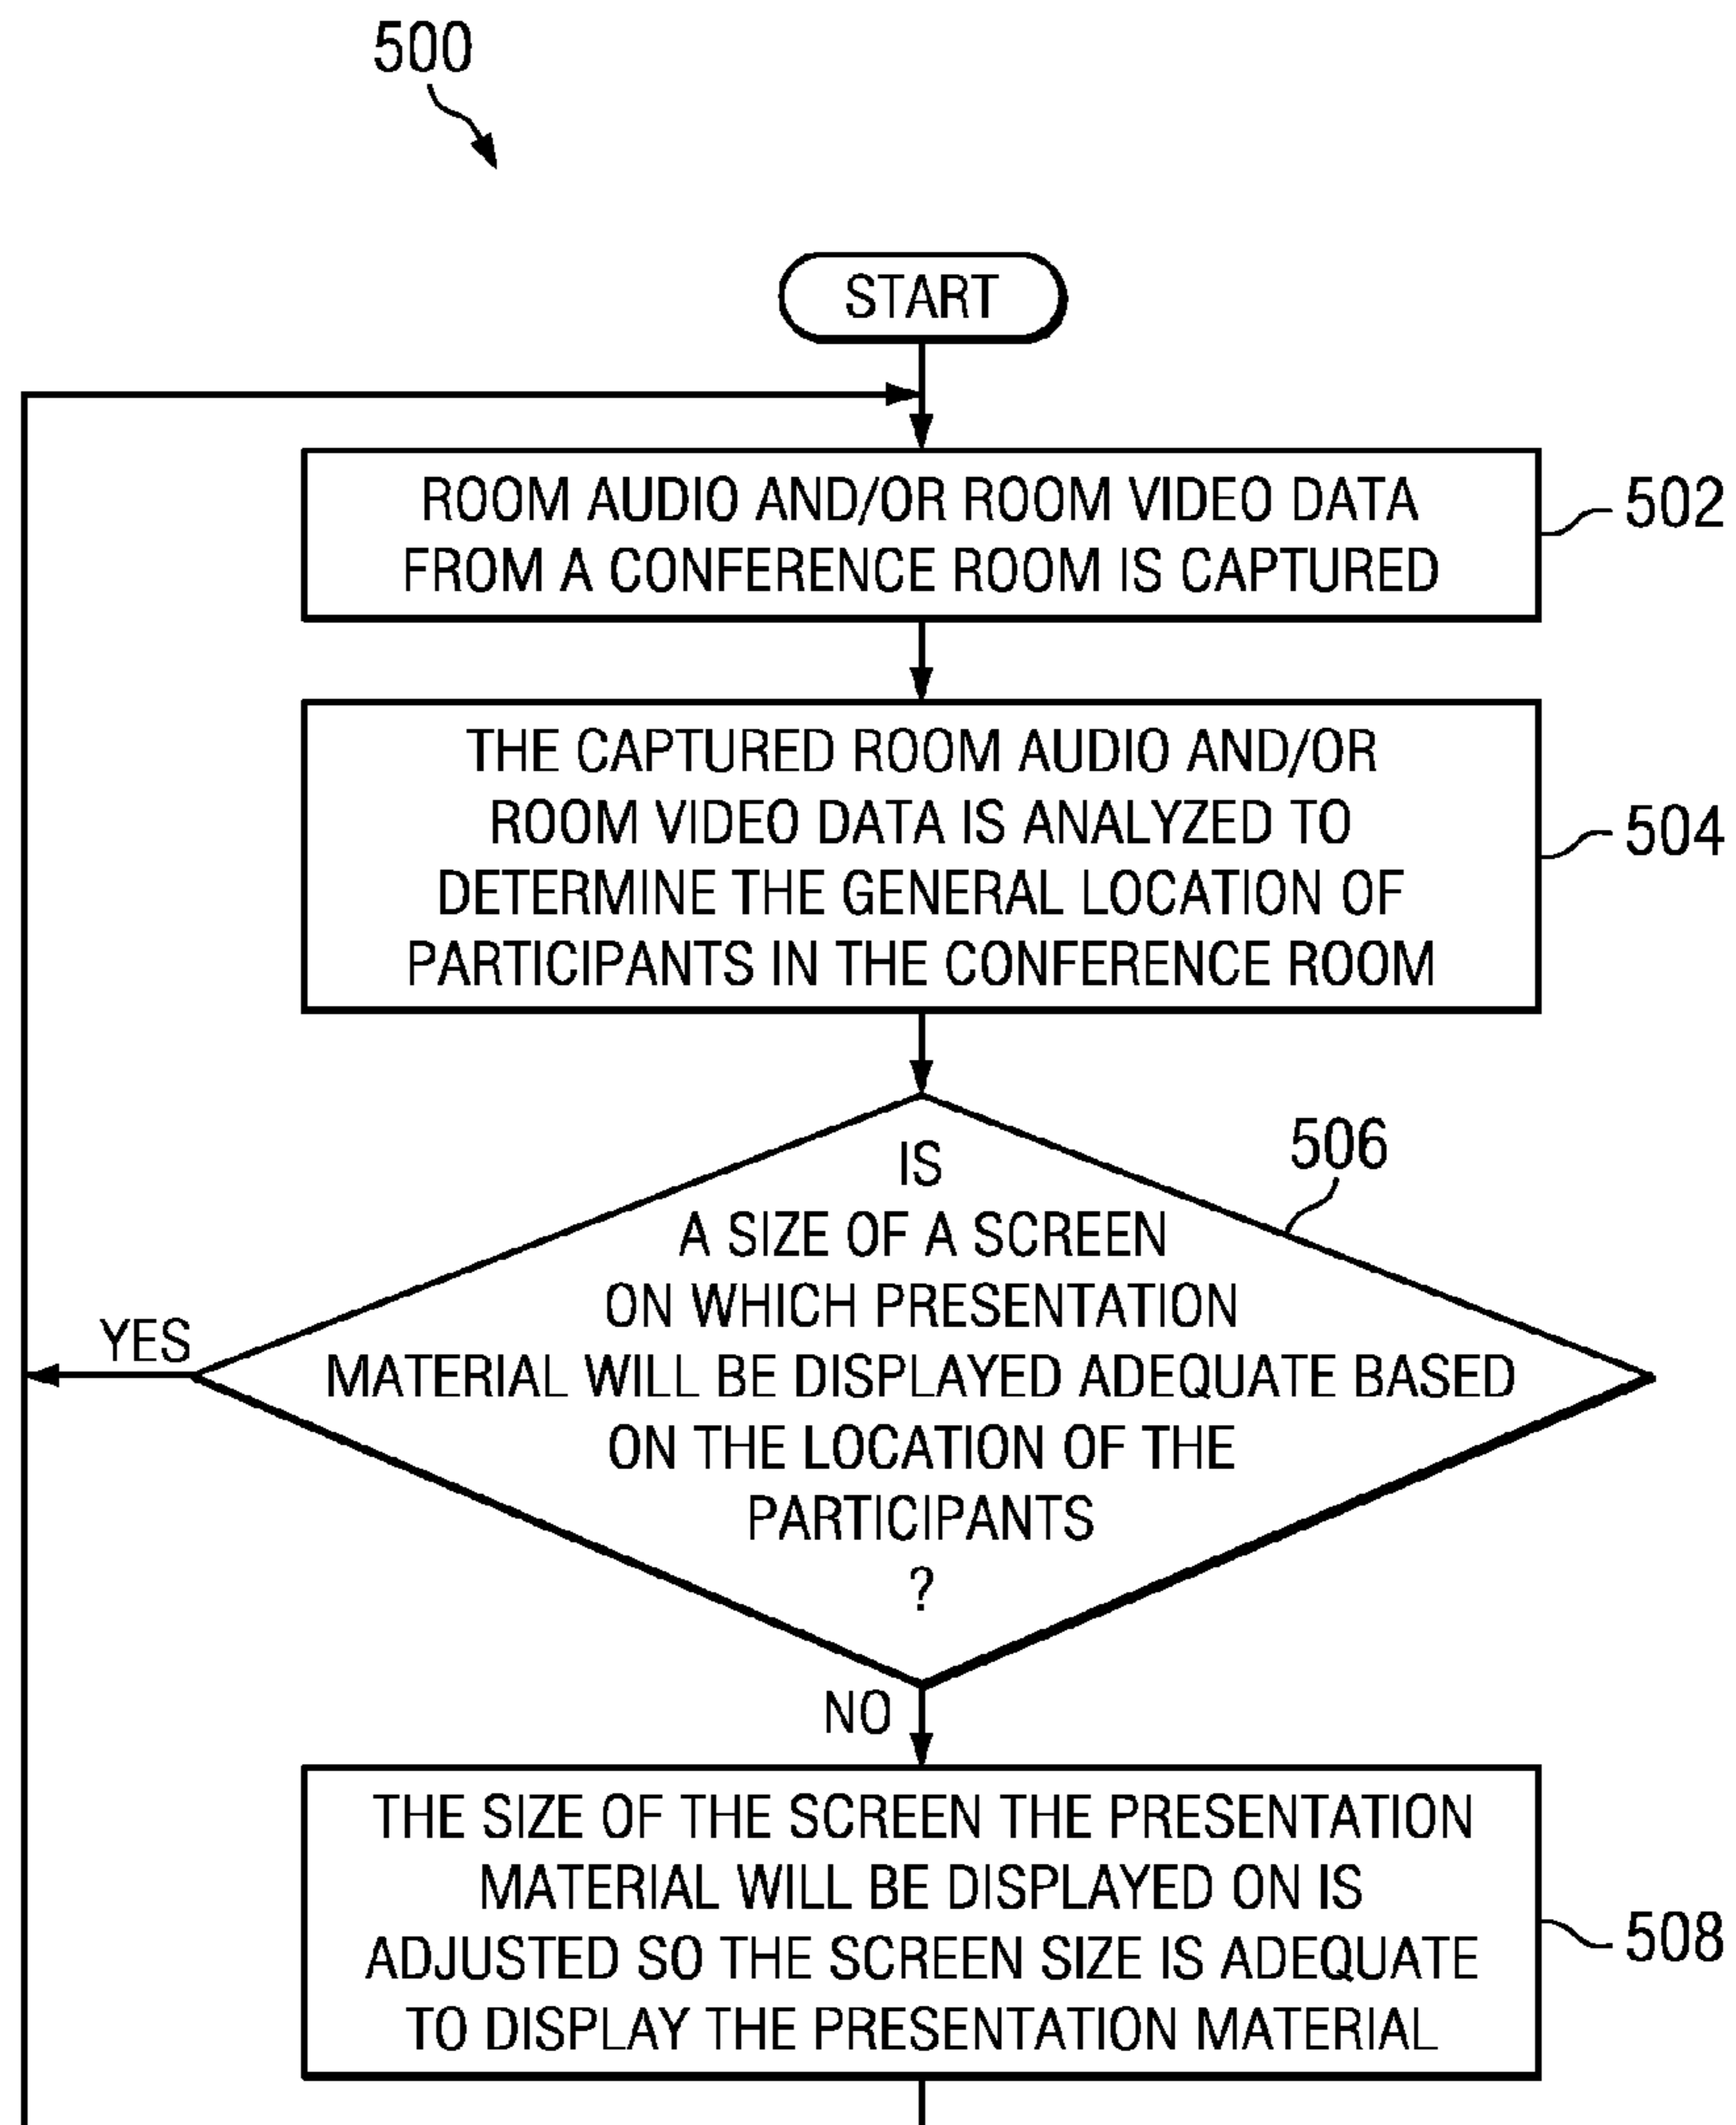 500
START
ROOM AUDIO AND/OR ROOM VIDEO DATA
FROM A CONFERENCE ROOM IS CAPTURED
502
THE CAPTURED ROOM AUDIO AND/OR
ROOM VIDEO DATA IS ANALYZED TO
DETERMINE THE GENERAL LOCATION OF
PARTICIPANTS IN THE CONFERENCE ROOM
504
IS
A SIZE OF A SCREEN
ON WHICH PRESENTATION
MATERIAL WILL BE DISPLAYED ADEQUATE BASED
ON THE LOCATION OF THE
PARTICIPANTS
?
506
YES
NO
THE SIZE OF THE SCREEN THE PRESENTATION
MATERIAL WILL BE DISPLAYED ON IS
ADJUSTED SO THE SCREEN SIZE IS ADEQUATE
TO DISPLAY THE PRESENTATION MATERIAL
508